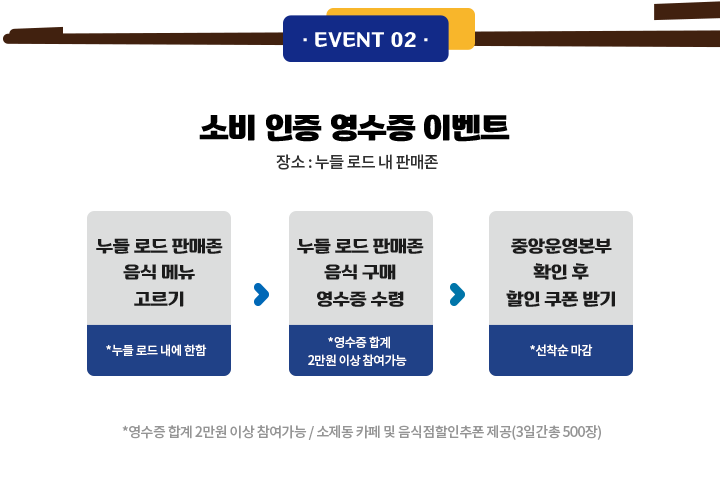 · EVENT 02 ·
소비 인증 영수증 이벤트
장소 : 누들 로드 내 판매존
누들 로드 판매존
음식 메뉴
고르기
*누들 로드 내에 한함
누들 로드 판매존
음식 구매
영수증 수령
*영수증 합계
2만원 이상 참여가능
중앙운영본부
확인 후
할인 쿠폰 받기
*선착순 마감
*영수증 합계 2만원 이상 참여가능 / 소제동 카페 및 음식점할인추폰 제공(3일간총 500장)